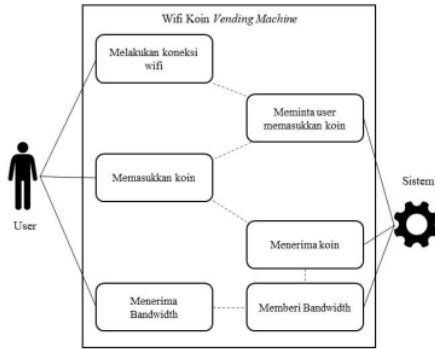 Wifi Koin Vending Machine
Melakukan koneksi
wifi
Meminta user
memasukkan koin
Memasukkan koin
Sistem
User
Menerima koin
Menerima
Bandwidth
Memberi Bandwidth